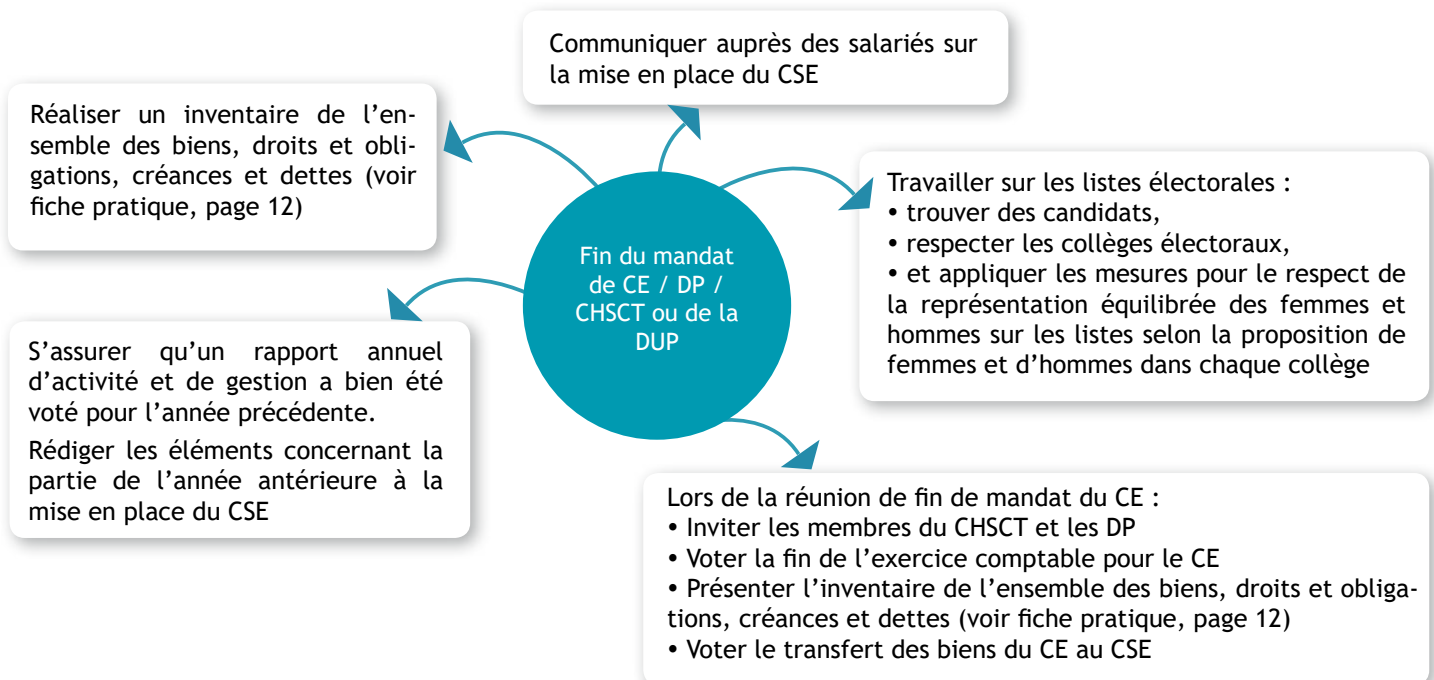 Communiquer auprès des salariés sur
la mise en place du CSE
Réaliser un inventaire de l’en-
semble des biens, droits et obli-
gations, créances et dettes (voir
fiche pratique, page 12)
Travailler sur les listes électorales :
• trouver des candidats,
• respecter les collèges électoraux,
• et appliquer les mesures pour le respect de
la représentation équilibrée des femmes et
hommes sur les listes selon la proposition de
femmes et d’hommes dans chaque collège
Fin du mandat
de CE / DP /
CHSCT ou de la
DUP
S’assurer qu’un rapport annuel
d’activité et de gestion a bien été
voté pour l’année précédente.
Rédiger les éléments concernant la
partie de l’année antérieure à la
mise en place du CSE
Lors de la réunion de fin de mandat du CE :
• Inviter les membres du CHSCT et les DP
• Voter la fin de l’exercice comptable pour le CE
• Présenter l’inventaire de l’ensemble des biens, droits et obliga-
tions, créances et dettes (voir fiche pratique, page 12)
• Voter le transfert des biens du CE au CSE